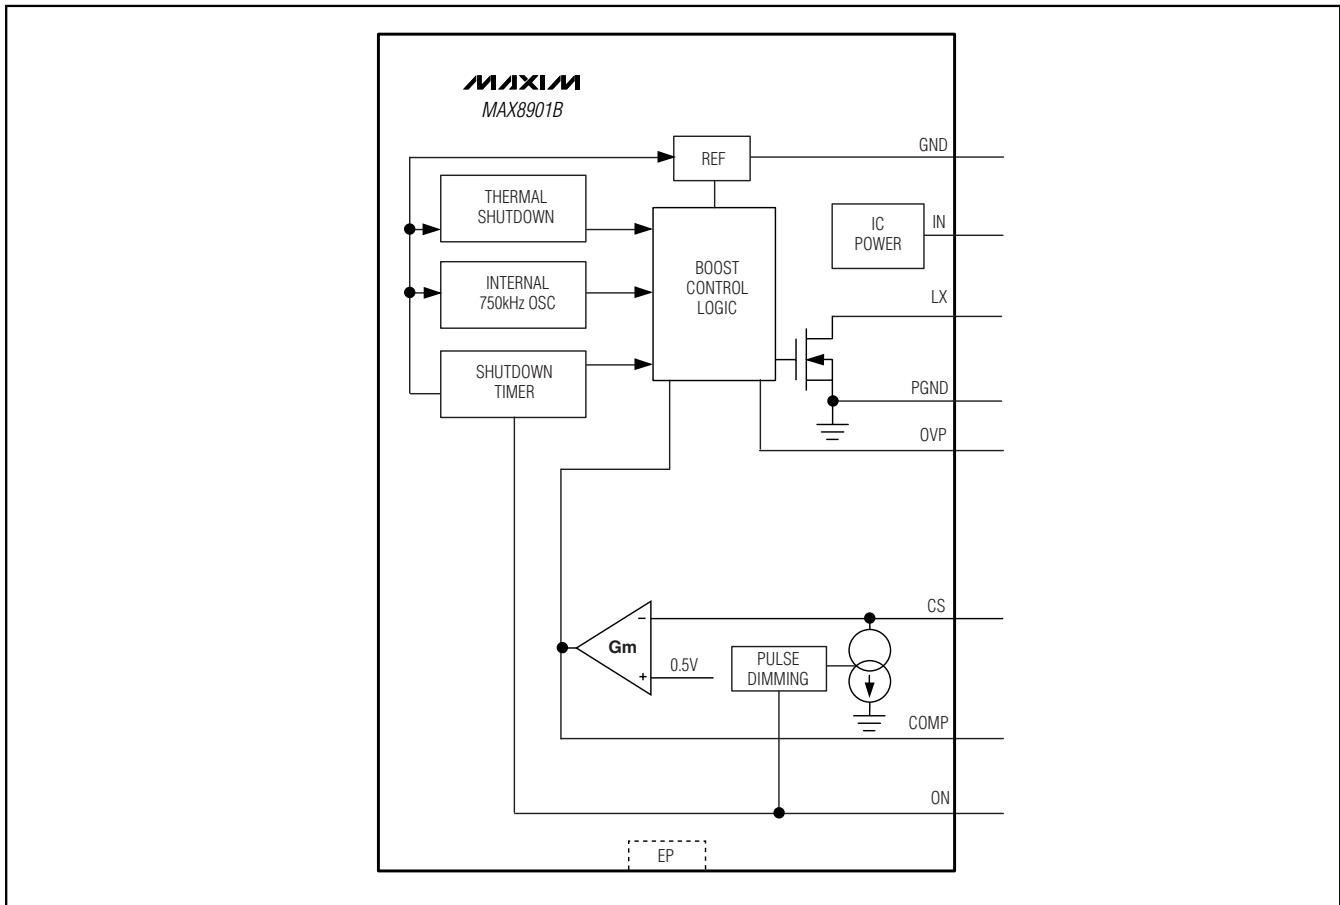 MAXIM
MAX8901B
REF
GND
THERMAL
SHUTDOWN
IC
POWER
IN
INTERNAL
750kHz OSC
BOOST
CONTROL
LOGIC
LX
SHUTDOWN
TIMER
PGND
OVP
CS
−
Gm
+
0.5V
PULSE
DIMMING
COMP
ON
EP